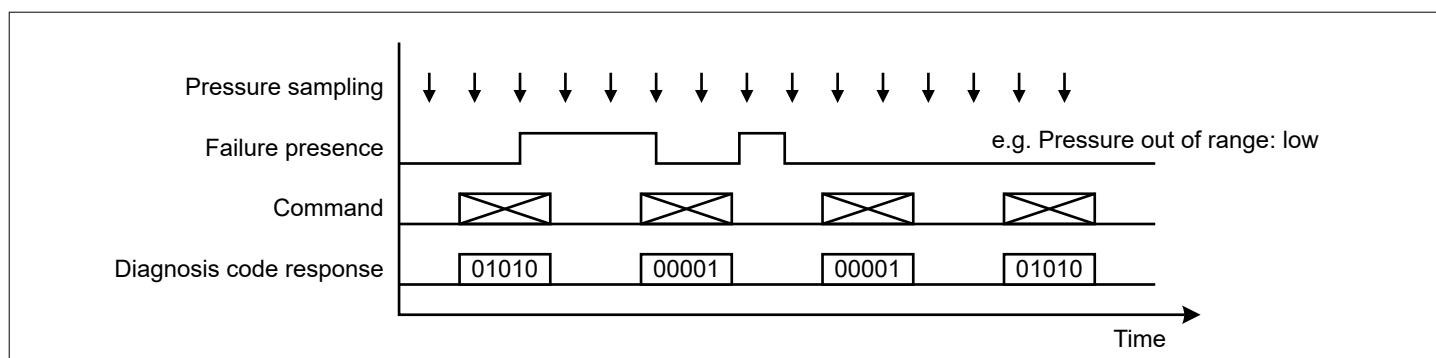 Pressure sampling
Failure presence
e.g. Pressure out of range: low
Command
Diagnosis code response
01010
00001
00001
01010
Time